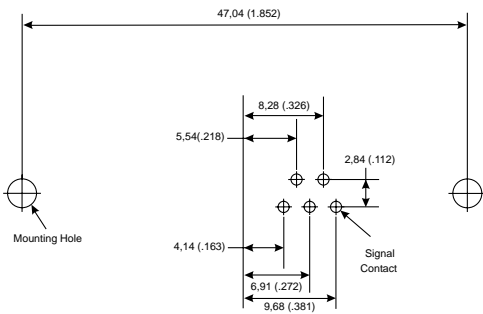 47,04 (1.852)
8,28 (.326)
5,54(.218)
2,84 (.112)
Mounting Hole
4,14 (.163)
Signal
Contact
6,91 (.272)
9,68 (.381)